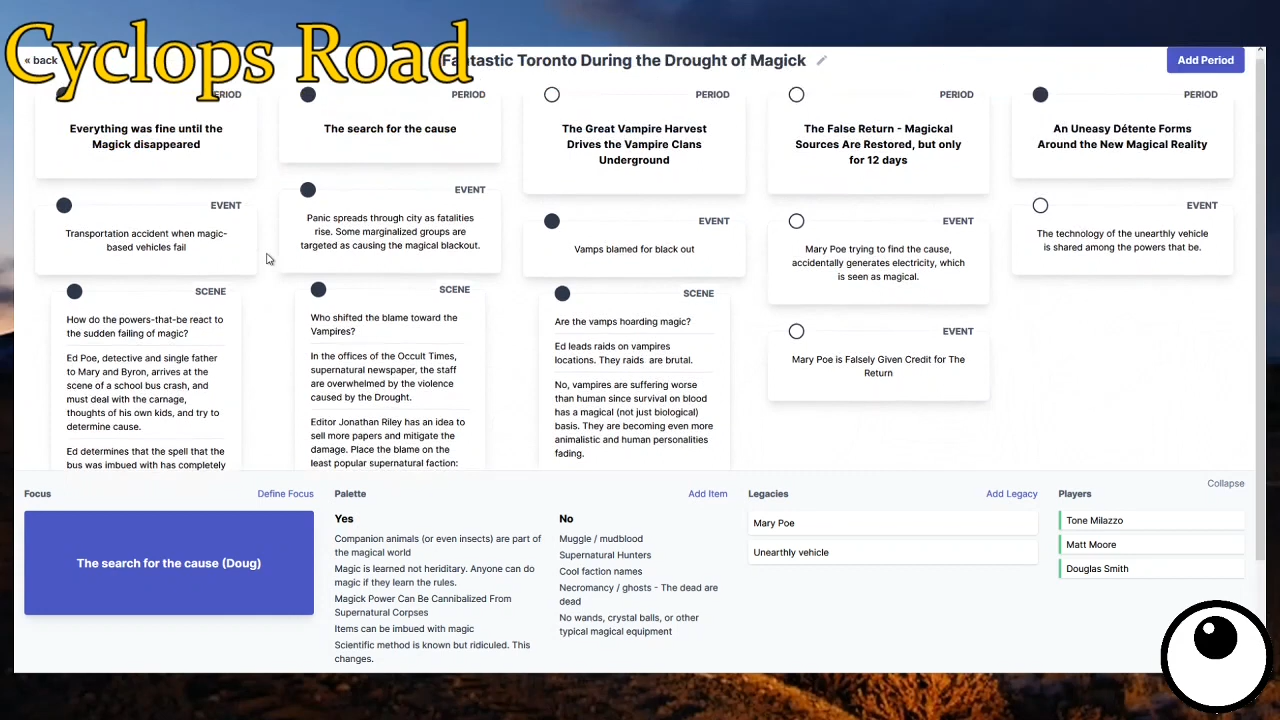 Cyclops Road
« back
Fantastic Toronto During the Drought of Magick
Add Period
PERIOD
Everything was fine until the
Magick disappeared
EVENT
Transportation accident when magic-
based vehicles fail
SCENE
How do the powers-that-be react to
the sudden failing of magic?
Ed Poe, detective and single father
to Mary and Byron, arrives at the
scene of a school bus crash, and
must deal with the carnage,
thoughts of his own kids, and try to
determine cause.
Ed determines that the spell that the
bus was imbued with has completely
PERIOD
The search for the cause
EVENT
Panic spreads through city as fatalities
rise. Some marginalized groups are
targeted as causing the magical blackout.
SCENE
Who shifted the blame toward the
Vampires?
In the offices of the Occult Times,
supernatural newspaper, the staff
are overwhelmed by the violence
caused by the Drought.
Editor Jonathan Riley has an idea to
sell more papers and mitigate the
damage. Place the blame on the
least popular supernatural faction:
PERIOD
The Great Vampire Harvest
Drives the Vampire Clans
Underground
EVENT
Vamps blamed for black out
SCENE
Are the vamps hoarding magic?
Ed leads raids on vampires
locations. They raids are brutal.
No, vampires are suffering worse
than human since survival on blood
has a magical (not just biological)
basis. They are becoming even more
animalistic and human personalities
fading.
PERIOD
The False Return - Magickal
Sources Are Restored, but only
for 12 days
EVENT
Mary Poe trying to find the cause,
accidentally generates electricity, which
is seen as magical.
EVENT
Mary Poe is Falsely Given Credit for The
Return
PERIOD
An Uneasy Détente Forms
Around the New Magical Reality
EVENT
The technology of the unearthly vehicle
is shared among the powers that be.
Collapse
Focus
Define Focus
The search for the cause (Doug)
Palette
Add Item
Yes
Companion animals (or even insects) are part of
the magical world
Magic is learned not heriditary. Anyone can do
magic if they learn the rules.
Magick Power Can Be Cannibalized From
Supernatural Corpses
Items can be imbued with magic
Scientific method is known but ridiculed. This
changes.
No
Muggle / mudblood
Supernatural Hunters
Cool faction names
Necromancy / ghosts - The dead are
dead
No wands, crystal balls, or other
typical magical equipment
Legacies
Add Legacy
Mary Poe
Unearthly vehicle
Players
Tone Milazzo
Matt Moore
Douglas Smith